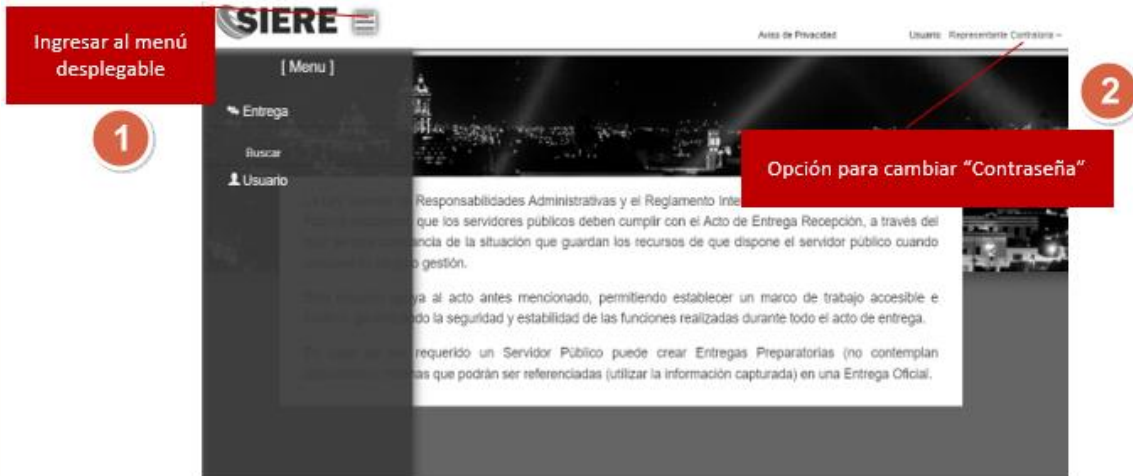 SIERE
Ingresar al menú
desplegable
Aviso de Privacidad
Usuario: Representante Contraloría
[ Menu ]
1
2
Entrega
Buscar
Usuario
Opción para cambiar “Contraseña”
Responsabilidades Administrativas y el Reglamento
que los servidores públicos deben cumplir con el Acto de Entrega Recepción, a través del
de la situación que guardan los recursos de que dispone el servidor público cuando
gestión.
al acto antes mencionado, permitiendo establecer un marco de trabajo accesible e
la seguridad y estabilidad de las funciones realizadas durante todo el acto de entrega.
requerido un Servidor Público puede crear Entregas Preparatorias (no contemplan
que podrán ser referenciadas (utilizar la información capturada) en una Entrega Oficial.